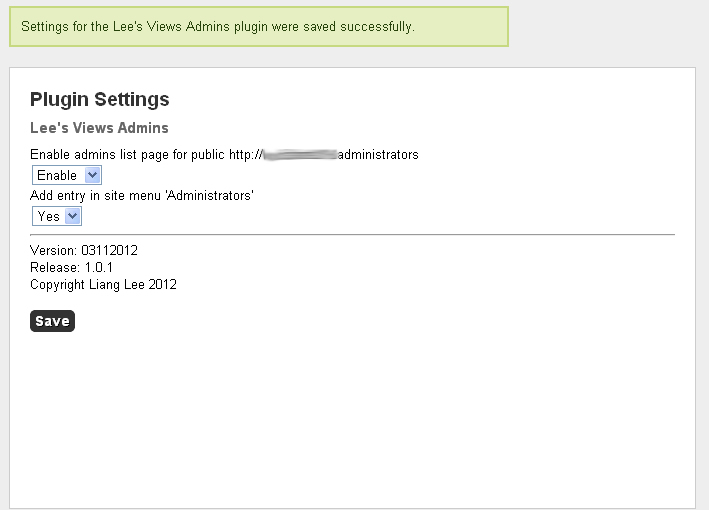 Settings for the Lee's Views Admins plugin were saved successfully.
Plugin Settings
Lee's Views Admins
Enable admins list page for public http:// administrators
Enable
Add entry in site menu 'Administrators'
Yes
Version: 03112012
Release: 1.0.1
Copyright Liang Lee 2012
Save